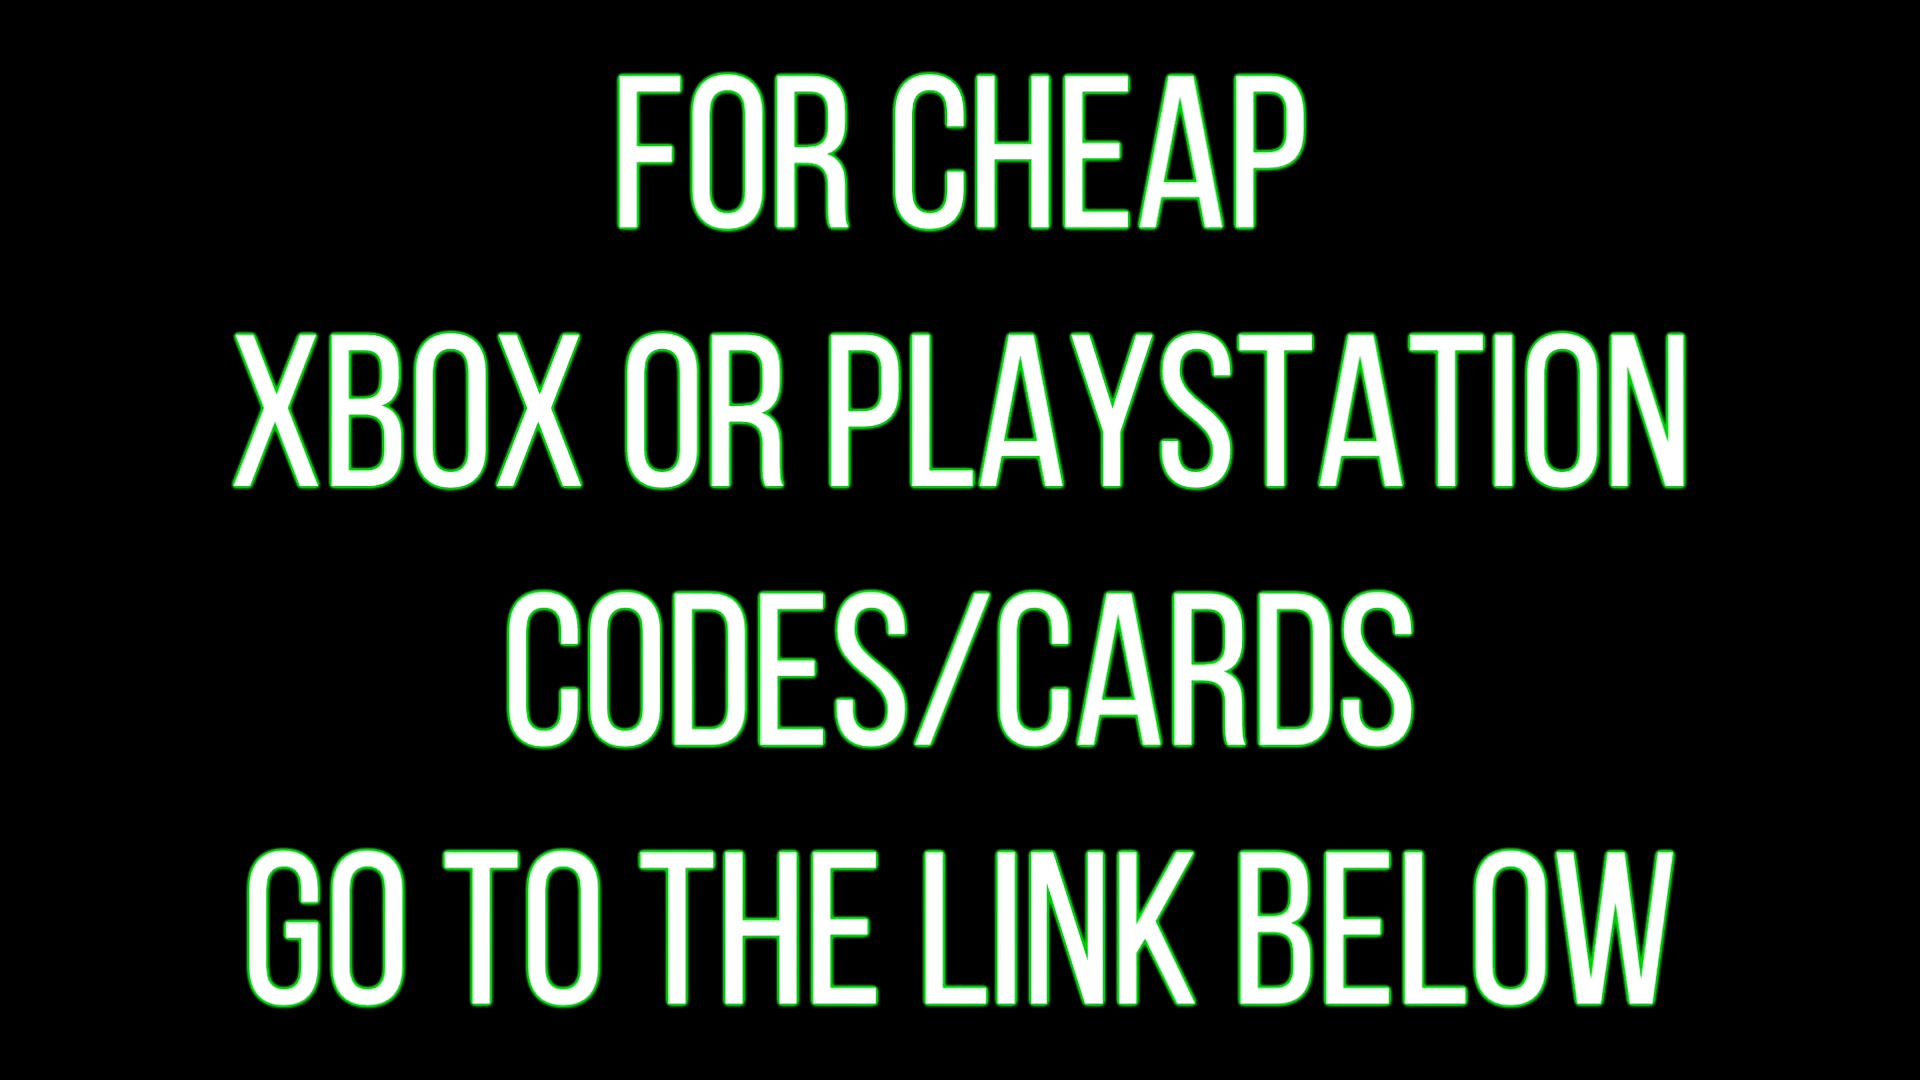 FOR CHEAP
XBOX OR PLAYSTATION
CODES/CARDS
GO TO THE LINK BELOW